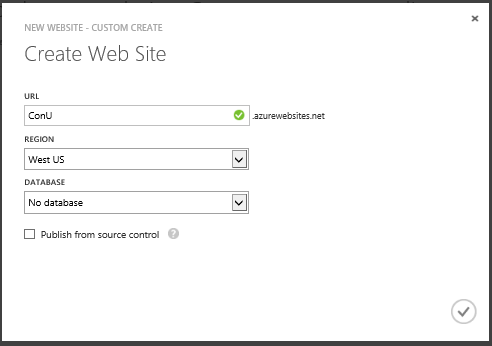 NEW WEBSITE - CUSTOM CREATE
Create Web Site
URL
ConU .azurewebsites.net
REGION
West US
DATABASE
No database
Publish from source control ?